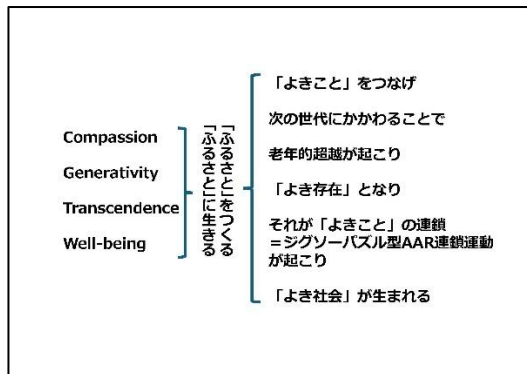 Compassion
Generativity
Transcendence
Well-being
「ふるさと」をつくる
「ふるさと」に生きる
「よきこと」をつなげ
次の世代にかかわることで
老年的超越が起こり
「よき存在」となり
それが「よきこと」の連鎖
＝ジグソーパズル型AAR連鎖運動
が起こり
「よき社会」が生まれる